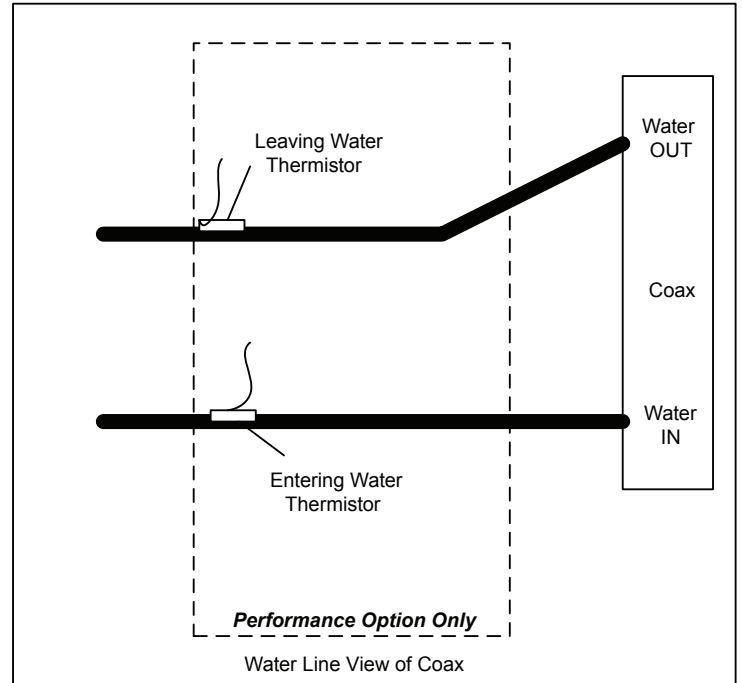 Leaving Water
Thermistor
Water
OUT
Coax
Water
IN
Entering Water
Thermistor
Performance Option Only
Water Line View of Coax